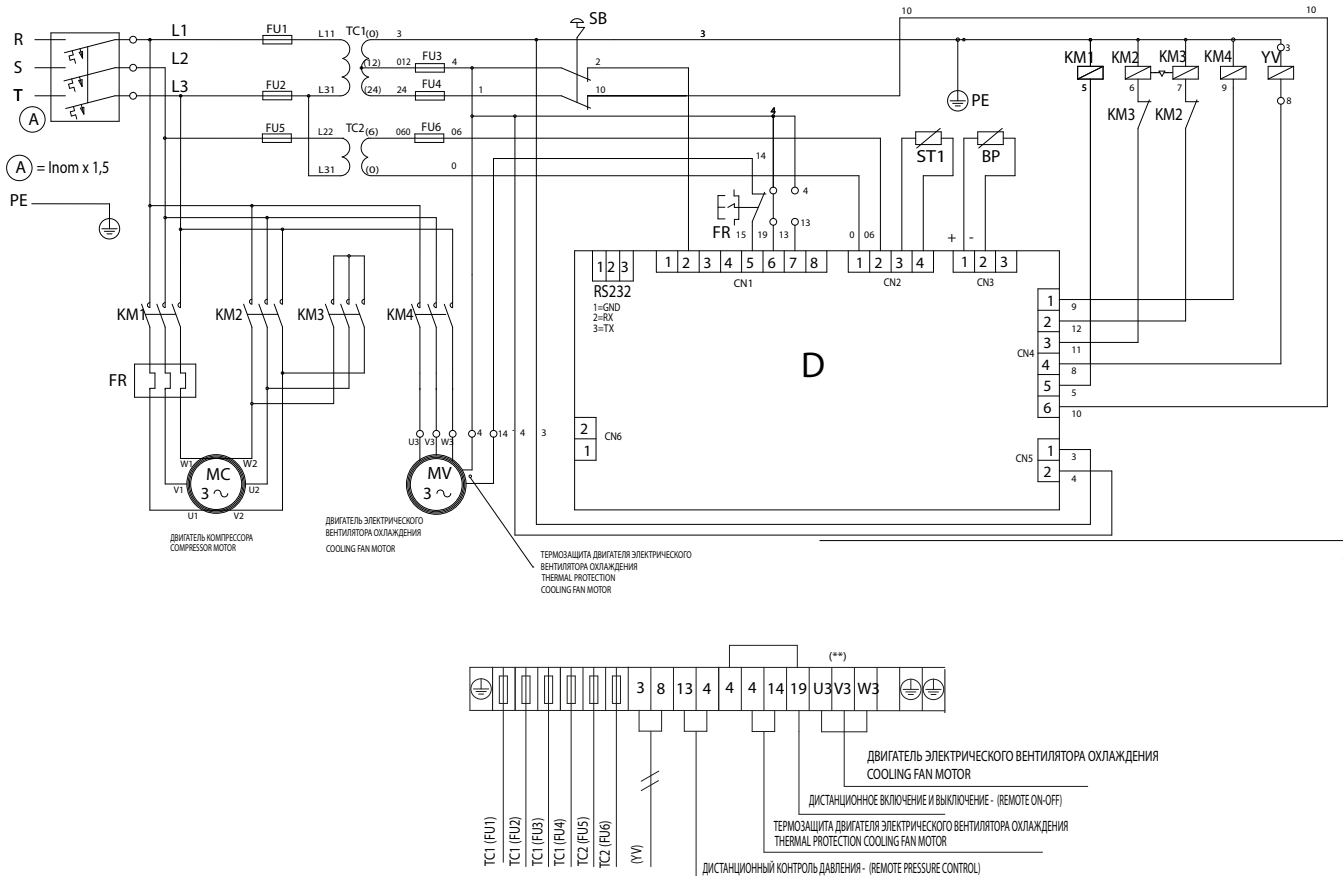 R
S
T
A
L1
L2
L3
FU1
FU2
FU5
L11
L31
L22
L31
TC1
(0)
(12)
(24)
TC2
(6)
(0)
3
012
24
060
FU3
FU4
FU6
4
1
06
0
SB
2
10
3
10
10
A = Inom x 1,5
PE
PE
KM1
KM2
KM3
KM4
YV
3
5
6
7
9
8
KM3
KM2
4
14
4
13
FR
15
19
13
0
06
ST1
BP
+
-
1 2 3
RS232
1=GND
2=RX
3=TX
1 2 3 4 5 6 7 8
CN1
1 2 3 4
CN2
1 2 3
CN3
D
CN4
1
2
3
4
5
6
9
12
11
8
5
10
CN5
1
2
3
4
2
1
CN6
KM1
KM2
KM3
KM4
FR
W1
W2
V1
U2
U1
V2
MC
3 ~
U3
V3
W3
4
14
4
3
MV
3 ~
ДВИГАТЕЛЬ КОМПРЕССОРА
COMPRESSOR MOTOR
ДВИГАТЕЛЬ ЭЛЕКТРИЧЕСКОГО
ВЕНТИЛЯТОРА ОХЛАЖДЕНИЯ
COOLING FAN MOTOR
ТЕРМОЗАЩИТА ДВИГАТЕЛЯ ЭЛЕКТРИЧЕСКОГО
ВЕНТИЛЯТОРА ОХЛАЖДЕНИЯ
THERMAL PROTECTION
COOLING FAN MOTOR
(**)
3 8 13 4 4 4 14 19 U3 V3 W3
TC1 (FU1)
TC1 (FU2)
TC1 (FU3)
TC1 (FU4)
TC2 (FU5)
TC2 (FU6)
(YV)
ДВИГАТЕЛЬ ЭЛЕКТРИЧЕСКОГО ВЕНТИЛЯТОРА ОХЛАЖДЕНИЯ
COOLING FAN MOTOR
ДИСТАНЦИОННОЕ ВКЛЮЧЕНИЕ И ВЫКЛЮЧЕНИЕ - (REMOTE ON-OFF)
ТЕРМОЗАЩИТА ДВИГАТЕЛЯ ЭЛЕКТРИЧЕСКОГО ВЕНТИЛЯТОРА ОХЛАЖДЕНИЯ
THERMAL PROTECTION COOLING FAN MOTOR
ДИСТАНЦИОННЫЙ КОНТРОЛЬ ДАВЛЕНИЯ - (REMOTE PRESSURE CONTROL)